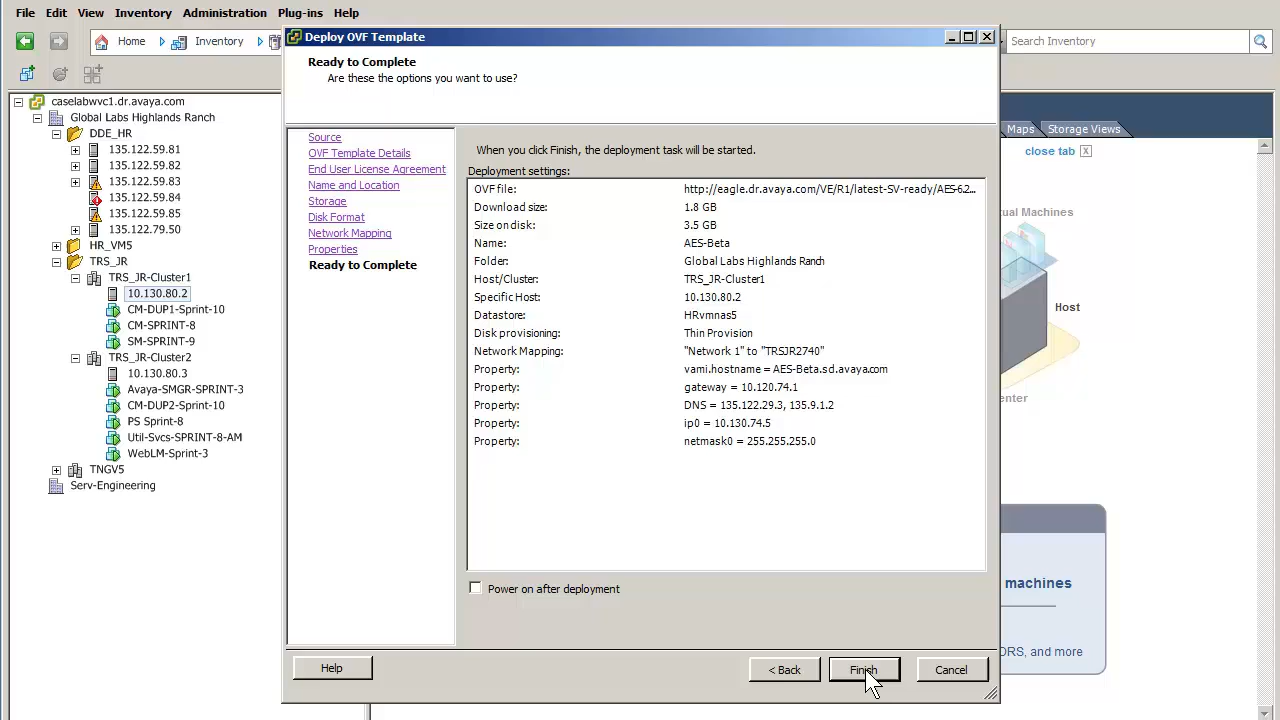 File Edit View Inventory Administration Plug-ins Help
Deploy OVF Template
Home Inventory
Search Inventory
Ready to Complete
Are these the options you want to use?
caselabwvc1.dr.avaya.com
Global Labs Highlands Ranch
DDE_HR
135.122.59.81
135.122.59.82
135.122.59.83
135.122.59.84
135.122.59.85
135.122.79.50
HR_VM5
TRS_JR
TRS_JR-Cluster1
10.130.80.2
CM-DUP1-Sprint-10
CM-SPRINT-8
SM-SPRINT-9
TRS_JR-Cluster2
10.130.80.3
Avaya-SMGR-SPRINT-3
CM-DUP2-Sprint-10
PS Sprint-8
Util-Svcs-SPRINT-8-AM
WebLM-Sprint-3
TNGV5
Serv-Engineering
Source
OVF Template Details
End User License Agreement
Name and Location
Storage
Disk Format
Network Mapping
Properties
Ready to Complete
When you click Finish, the deployment task will be started.
Deployment settings:
OVF file: http://eagle.dr.avaya.com/VE/R1/latest-SV-ready/AES-6.2...
Download size: 1.8 GB
Size on disk: 3.5 GB
Name: AES-Beta
Folder: Global Labs Highlands Ranch
Host/Cluster: TRS_JR-Cluster1
Specific Host: 10.130.80.2
Datastore: HRvmnas5
Disk provisioning: Thin Provision
Network Mapping: "Network 1" to "TRSJR2740"
Property: vami.hostname = AES-Beta.sd.avaya.com
Property: gateway = 10.120.74.1
Property: DNS = 135.122.29.3, 135.9.1.2
Property: ip0 = 10.130.74.5
Property: netmask0 = 255.255.255.0
Power on after deployment
Help < Back Finish Cancel
Maps Storage Views
close tab
tual Machines
Host
enter
machines
ORS, and more